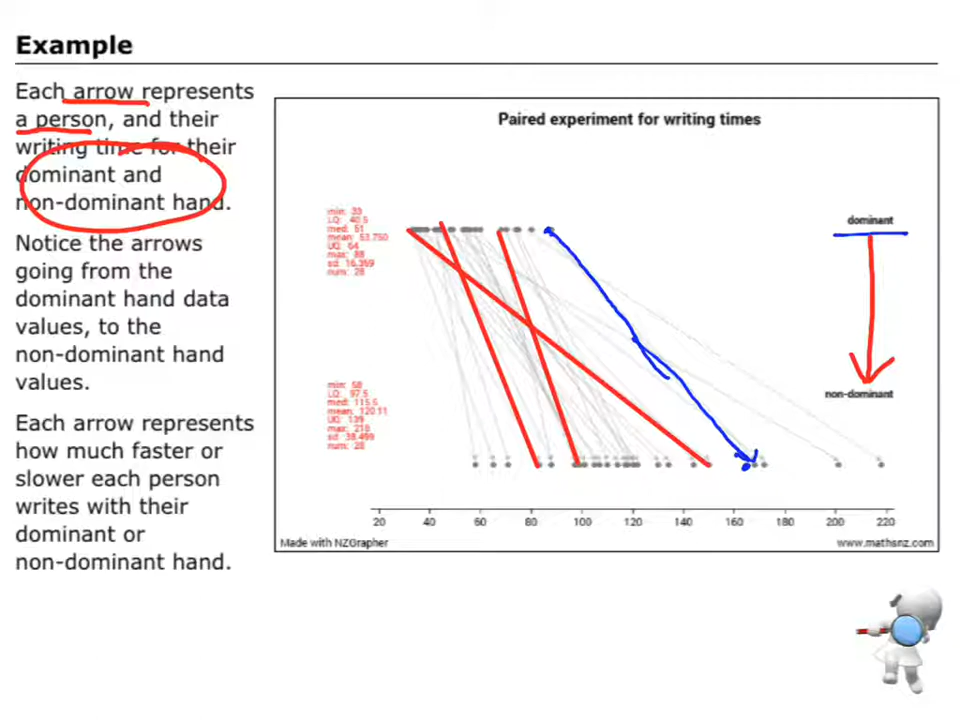 Example
Each arrow represents
a person, and their
writing time for their
dominant and
non-dominant hand.
Notice the arrows
going from the
dominant hand data
values, to the
non-dominant hand
values.
Each arrow represents
how much faster or
slower each person
writes with their
dominant or
non-dominant hand.
Paired experiment for writing times
min: 33
LQ: 40.5
med: 51
mean: 53.750
UQ: 64
max: 88
sd: 16.359
num: 28
dominant
min: 58
LQ: 97.5
med: 115.5
mean: 120.11
UQ: 139
max: 218
sd: 38.499
num: 28
non-dominant
20 40 60 80 100 120 140 160 180 200 220
Made with NZGrapher
www.mathsnz.com